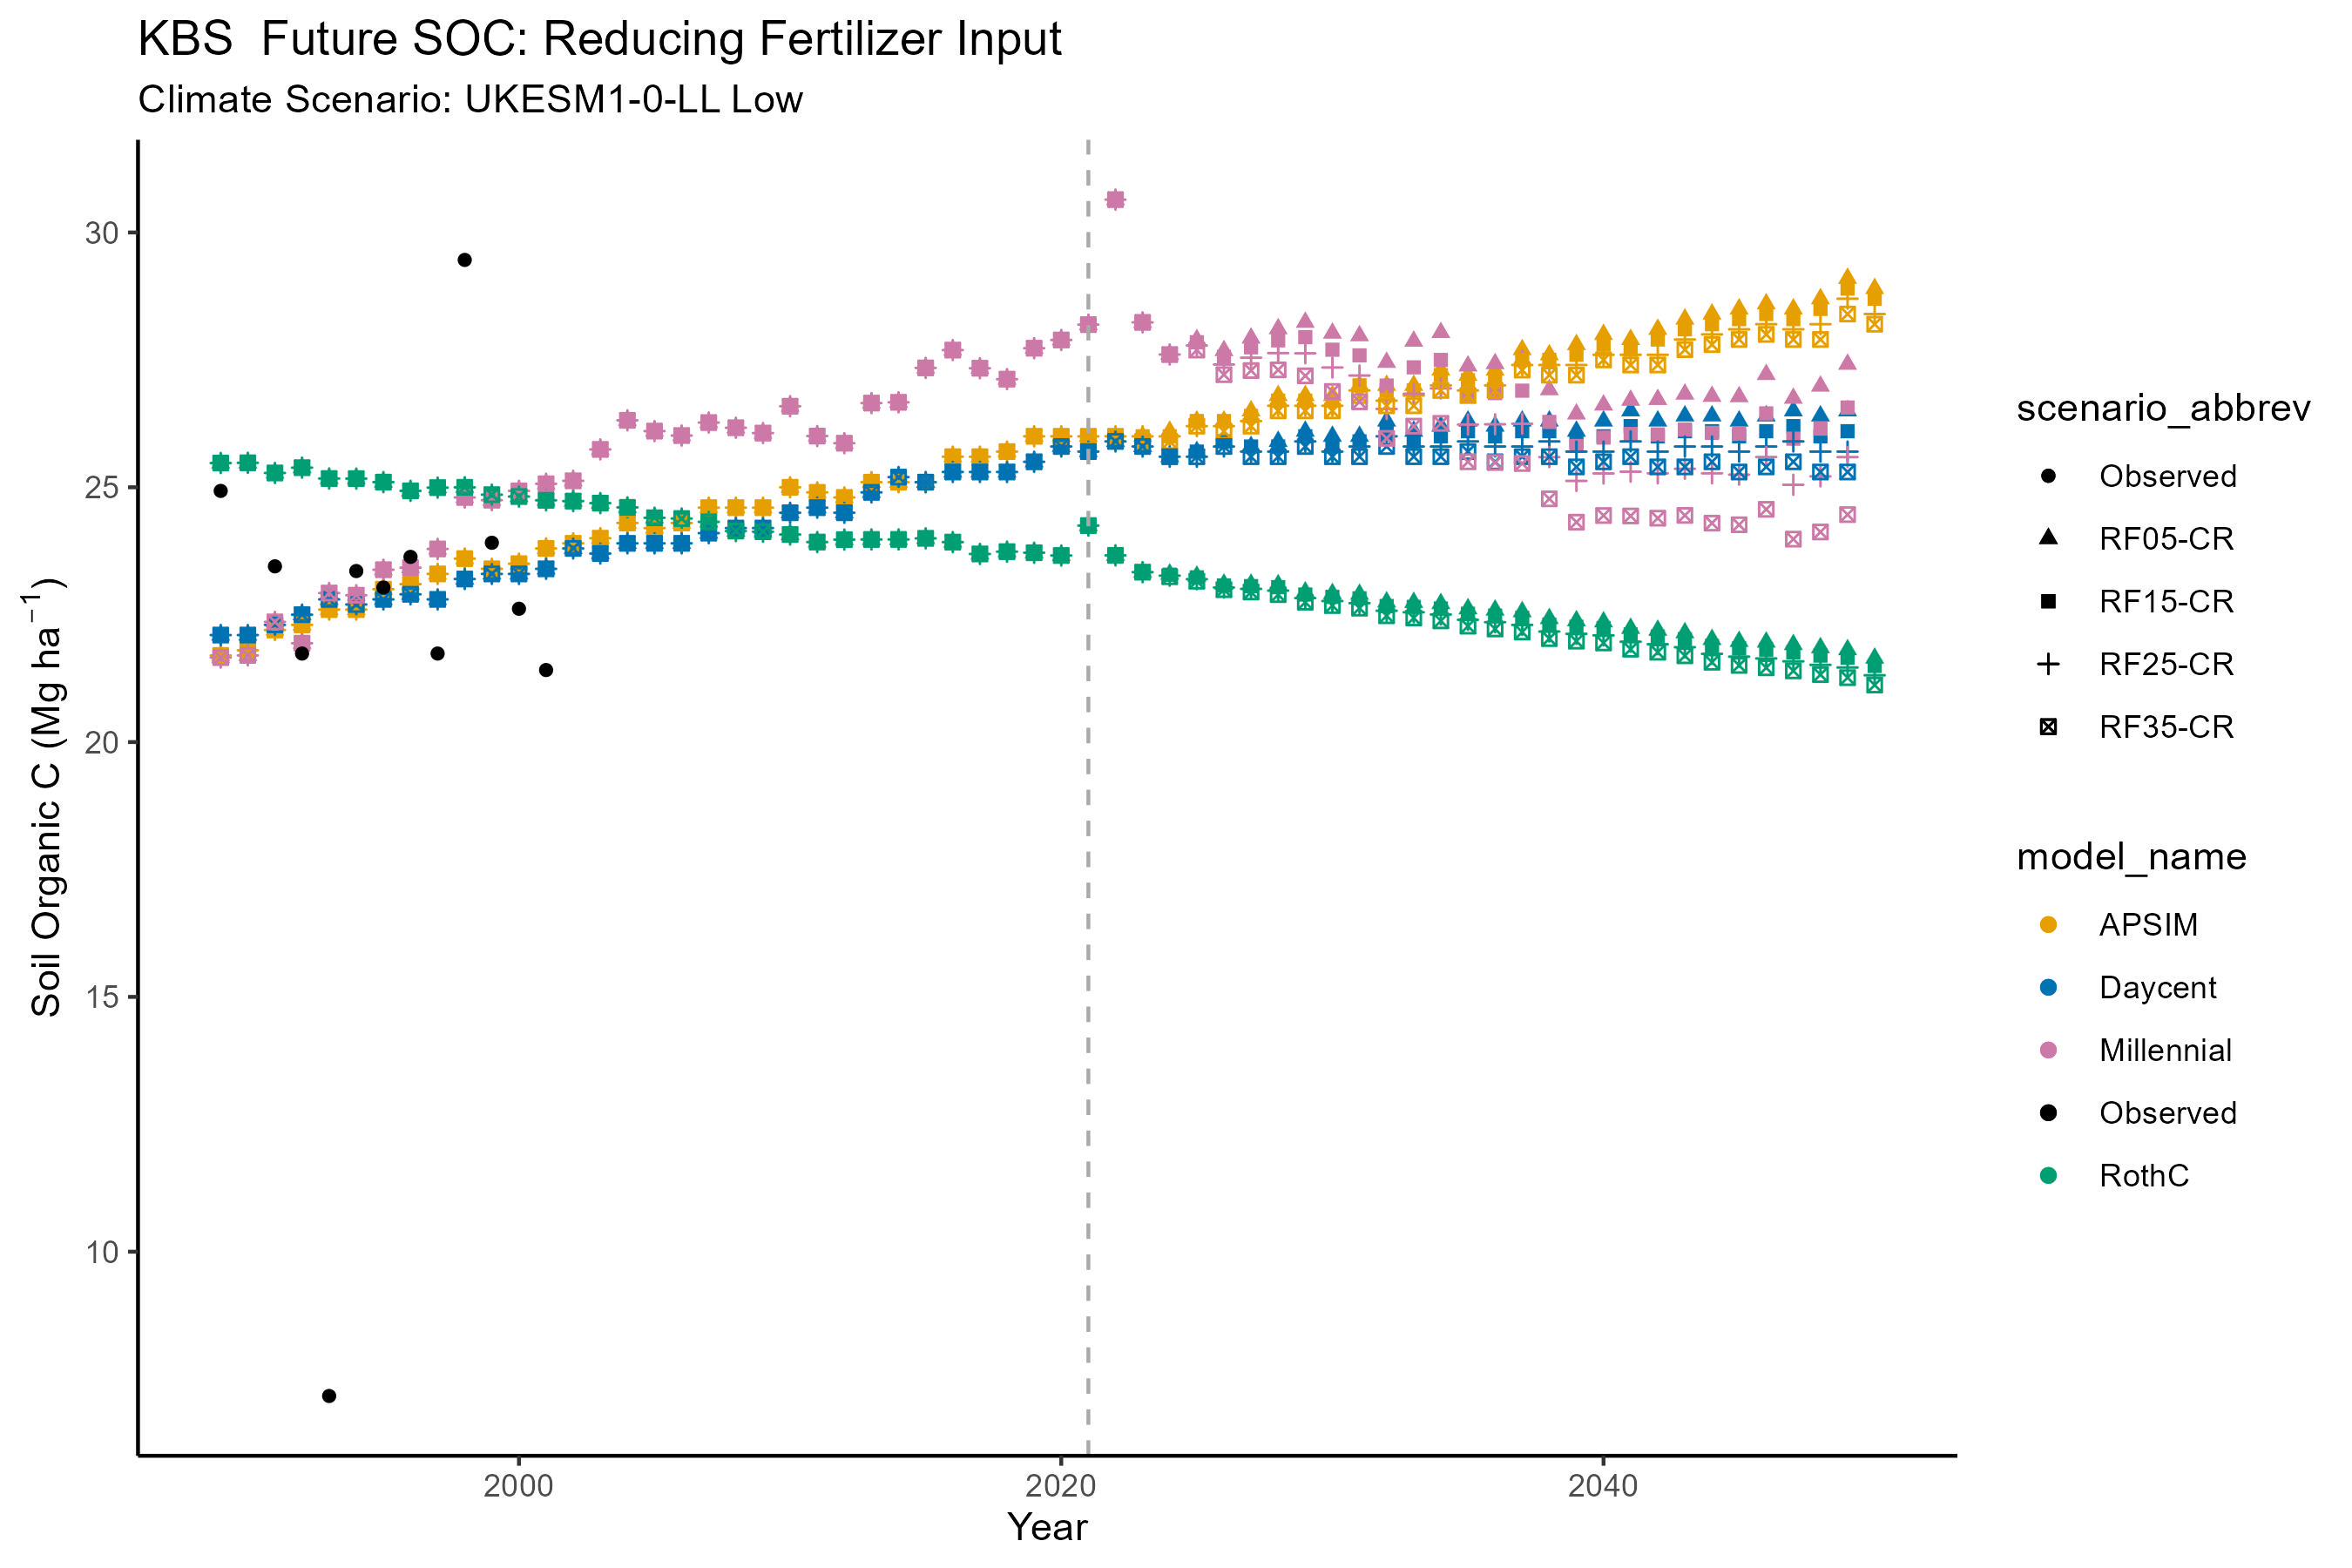 KBS  Future SOC: Reducing Fertilizer Input
Climate Scenario: UKESM1-0-LL Low
Soil Organic C (Mg ha⁻¹)
30
25
20
15
10
2000
2020
2040
Year
scenario_abbrev
Observed
RF05-CR
RF15-CR
RF25-CR
RF35-CR
model_name
APSIM
Daycent
Millennial
Observed
RothC